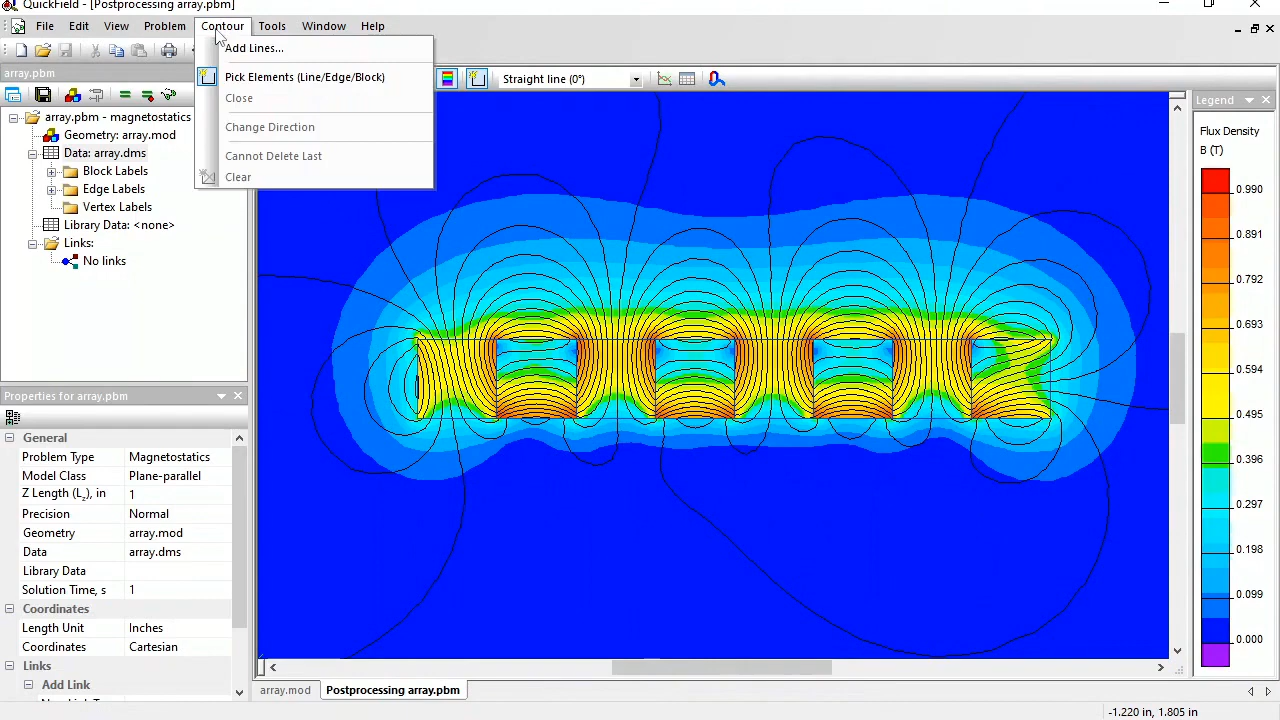 QuickField - [Postprocessing array.pbm]
File Edit View Problem Contour Tools Window Help
Add Lines...
Pick Elements (Line/Edge/Block)
Close
Change Direction
Cannot Delete Last
Clear
Straight line (0°)
array.pbm
array.pbm - magnetostatics
Geometry: array.mod
Data: array.dms
Block Labels
Edge Labels
Vertex Labels
Library Data: <none>
Links:
No links
Properties for array.pbm
General
Problem Type Magnetostatics
Model Class Plane-parallel
Z Length (Lz), in 1
Precision Normal
Geometry array.mod
Data array.dms
Library Data
Solution Time, s 1
Coordinates
Length Unit Inches
Coordinates Cartesian
Links
Add Link
Legend
Flux Density
B (T)
0.990
0.891
0.792
0.693
0.594
0.495
0.396
0.297
0.198
0.099
0.000
array.mod Postprocessing array.pbm
-1.220 in, 1.805 in